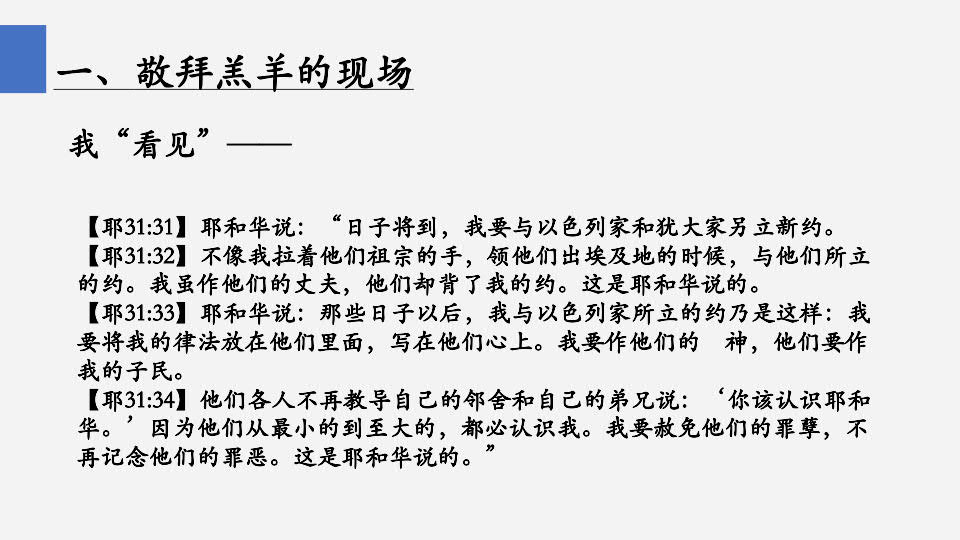 一、敬拜羔羊的现场
我“看见”——
【耶31:31】耶和华说：“日子将到，我要与以色列家和犹大家另立新约。
【耶31:32】不像我拉着他们祖宗的手，领他们出埃及地的时候，与他们所立
的约。我虽作他们的丈夫，他们却背了我的约。这是耶和华说的。
【耶31:33】耶和华说：那些日子以后，我与以色列家所立的约乃是这样：我
要将我的律法放在他们里面，写在他们心上。我要作他们的　神，他们要作
我的子民。
【耶31:34】他们各人不再教导自己的邻舍和自己的弟兄说：‘你该认识耶和
华。’因为他们从最小的到至大的，都必认识我。我要赦免他们的罪孽，不
再记念他们的罪恶。这是耶和华说的。”